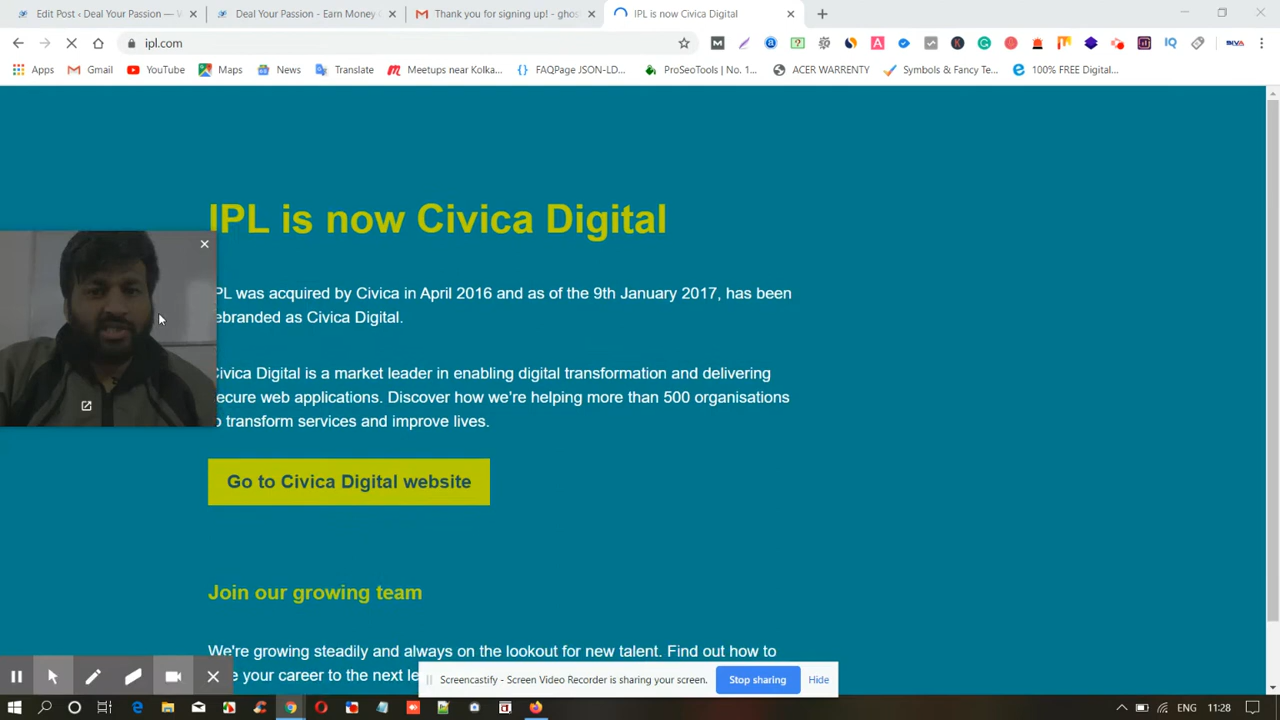 Edit Post ‹ Deal Your Passion — W
Deal Your Passion - Earn Money O
Thank you for signing up! - ghos
IPL is now Civica Digital
ipl.com
Apps
Gmail
YouTube
Maps
News
Translate
Meetups near Kolka...
FAQPage JSON-LD...
ProSeoTools | No. 1...
ACER WARRENTY
Symbols & Fancy Te...
100% FREE Digital...
IPL is now Civica Digital
PL was acquired by Civica in April 2016 and as of the 9th January 2017, has been
ebranded as Civica Digital.
Civica Digital is a market leader in enabling digital transformation and delivering
secure web applications. Discover how we're helping more than 500 organisations
o transform services and improve lives.
Go to Civica Digital website
Join our growing team
We're growing steadily and always on the lookout for new talent. Find out how to
e your career to the next le
Screencastify - Screen Video Recorder is sharing your screen.
Stop sharing
Hide
ENG
11:28